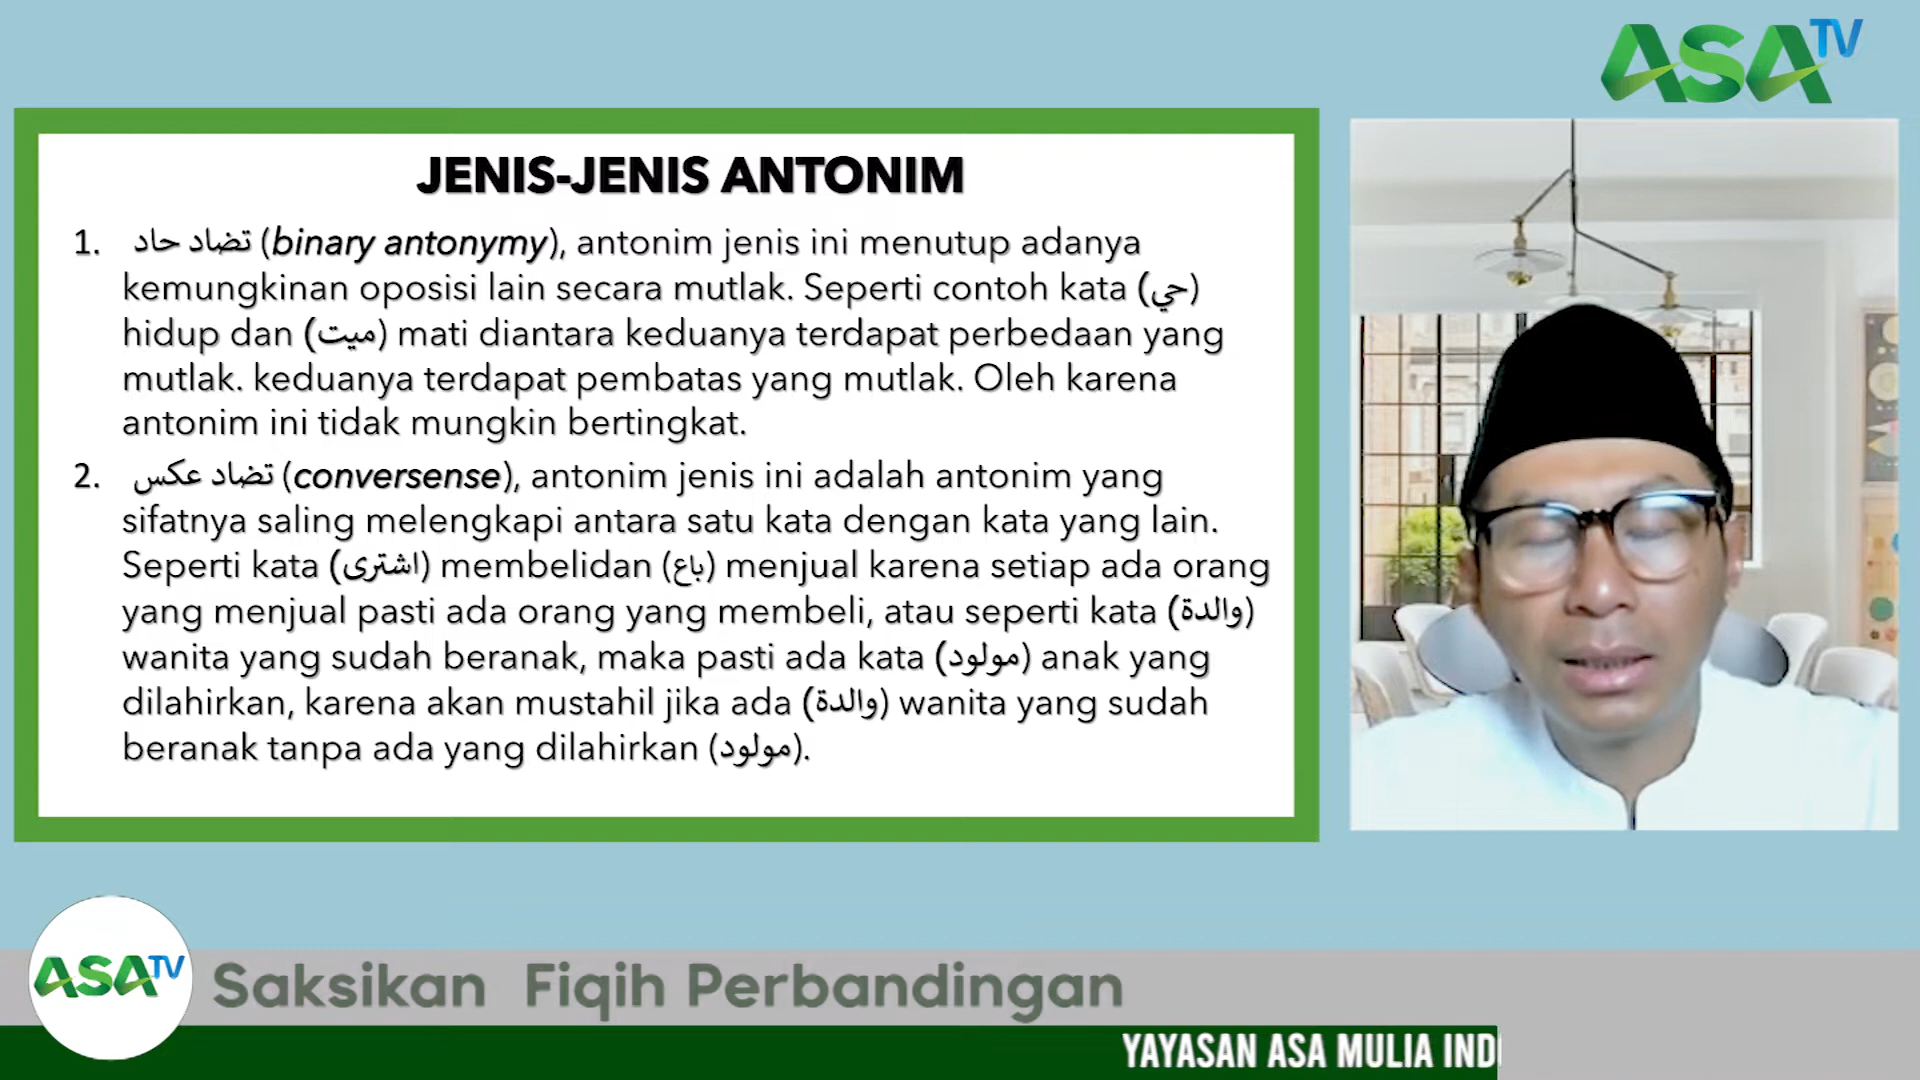 ASA TV
JENIS-JENIS ANTONIM
1. تضاد حاد (binary antonymy), antonim jenis ini menutup adanya
kemungkinan oposisi lain secara mutlak. Seperti contoh kata (حي)
hidup dan (ميت) mati diantara keduanya terdapat perbedaan yang
mutlak. keduanya terdapat pembatas yang mutlak. Oleh karena
antonim ini tidak mungkin bertingkat.
2. تضاد عكس (conversense), antonim jenis ini adalah antonim yang
sifatnya saling melengkapi antara satu kata dengan kata yang lain.
Seperti kata (اشترى) membelidan (باع) menjual karena setiap ada orang
yang menjual pasti ada orang yang membeli, atau seperti kata (والدة)
wanita yang sudah beranak, maka pasti ada kata (مولود) anak yang
dilahirkan, karena akan mustahil jika ada (والدة) wanita yang sudah
beranak tanpa ada yang dilahirkan (مولود).
ASA TV
Saksikan Fiqih Perbandingan
YAYASAN ASA MULIA IND